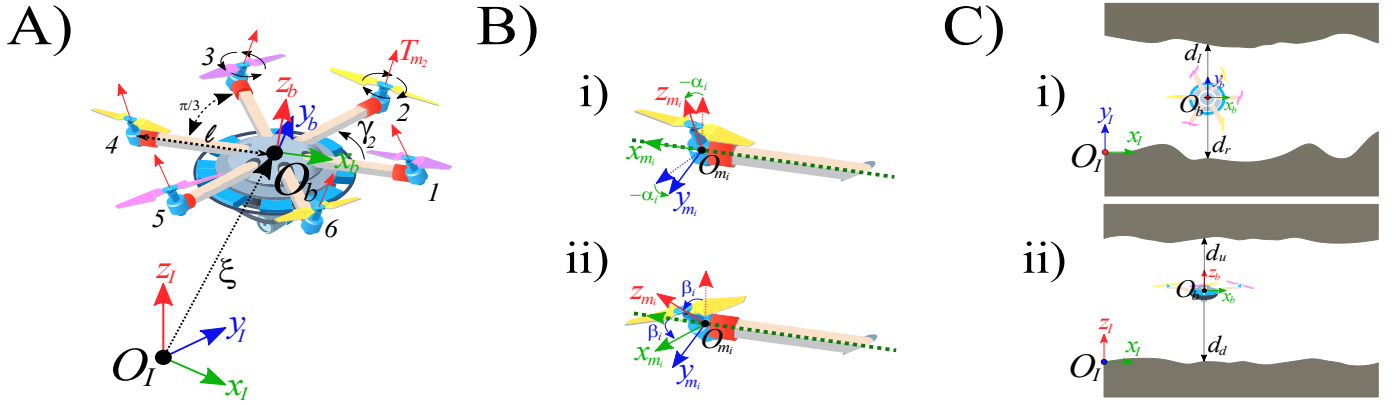 A)
3
T_{m_2}
z_b
2
π/3
y_b
γ_2
4
ℓ
x_b
O_b
1
5
6
ξ
z_I
y_I
O_I
x_I
B)
i)
-α_i
z_{m_i}
x_{m_i}
O_{m_i}
-α_i
y_{m_i}
ii)
β_i
z_{m_i}
β_i
O_{m_i}
x_{m_i}
y_{m_i}
C)
i)
d_l
y_b
O_b
x_b
y_I
d_r
O_I
x_I
ii)
d_u
z_b
O_b
x_b
z_I
d_d
O_I
x_I